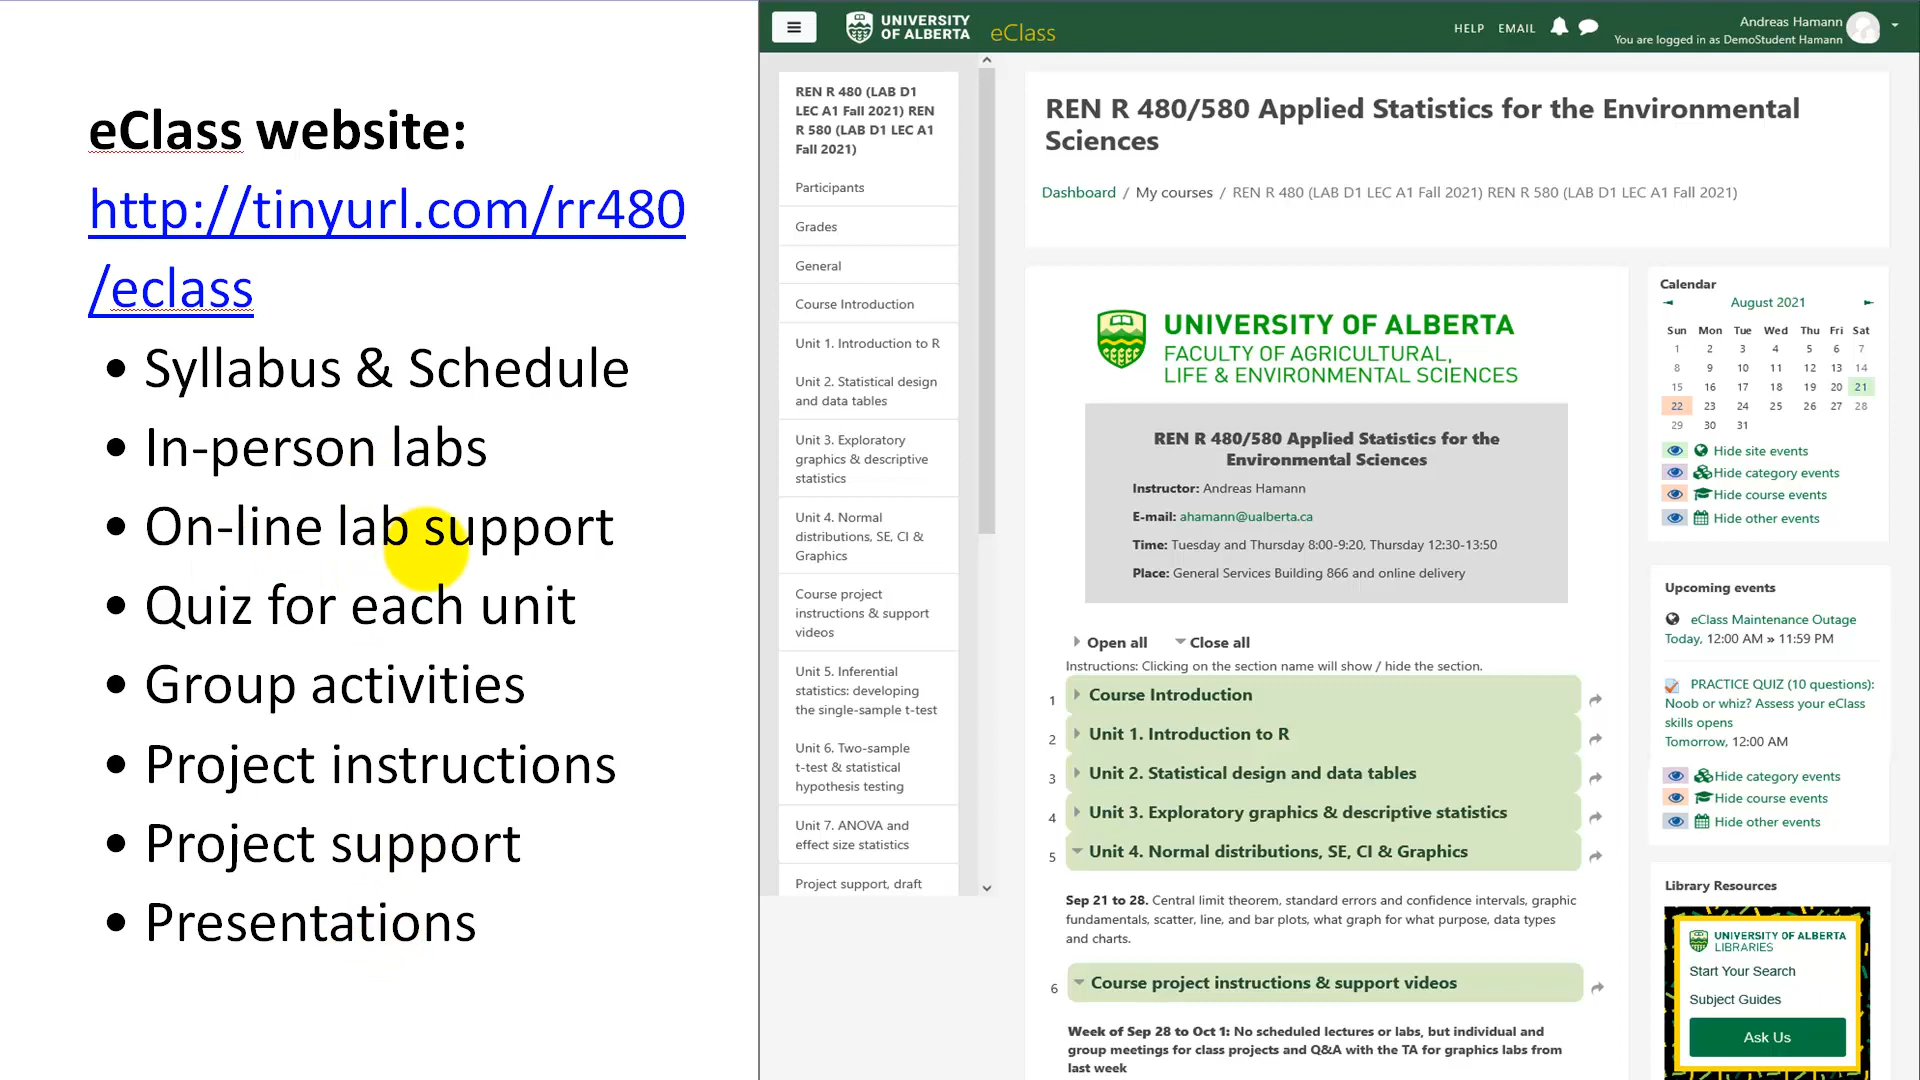 eClass website:
http://tinyurl.com/rr480
/eclass
• Syllabus & Schedule
• In-person labs
• On-line lab support
• Quiz for each unit
• Group activities
• Project instructions
• Project support
• Presentations
UNIVERSITY
OF ALBERTA
eClass
HELP EMAIL
Andreas Hamann
You are logged in as DemoStudent Hamann
REN R 480 (LAB D1
LEC A1 Fall 2021) REN
R 580 (LAB D1 LEC A1
Fall 2021)
Participants
Grades
General
Course Introduction
Unit 1. Introduction to R
Unit 2. Statistical design
and data tables
Unit 3. Exploratory
graphics & descriptive
statistics
Unit 4. Normal
distributions, SE, CI &
Graphics
Course project
instructions & support
videos
Unit 5. Inferential
statistics: developing
the single-sample t-test
Unit 6. Two-sample
t-test & statistical
hypothesis testing
Unit 7. ANOVA and
effect size statistics
Project support, draft
REN R 480/580 Applied Statistics for the Environmental
Sciences
Dashboard / My courses / REN R 480 (LAB D1 LEC A1 Fall 2021) REN R 580 (LAB D1 LEC A1 Fall 2021)
UNIVERSITY OF ALBERTA
FACULTY OF AGRICULTURAL,
LIFE & ENVIRONMENTAL SCIENCES
REN R 480/580 Applied Statistics for the
Environmental Sciences
Instructor: Andreas Hamann
E-mail: ahamann@ualberta.ca
Time: Tuesday and Thursday 8:00-9:20, Thursday 12:30-13:50
Place: General Services Building 866 and online delivery
Open all Close all
Instructions: Clicking on the section name will show / hide the section.
1 Course Introduction
2 Unit 1. Introduction to R
3 Unit 2. Statistical design and data tables
4 Unit 3. Exploratory graphics & descriptive statistics
5 Unit 4. Normal distributions, SE, CI & Graphics
Sep 21 to 28. Central limit theorem, standard errors and confidence intervals, graphic
fundamentals, scatter, line, and bar plots, what graph for what purpose, data types
and charts.
6 Course project instructions & support videos
Week of Sep 28 to Oct 1: No scheduled lectures or labs, but individual and
group meetings for class projects and Q&A with the TA for graphics labs from
last week
Calendar
August 2021
Sun Mon Tue Wed Thu Fri Sat
1 2 3 4 5 6 7
8 9 10 11 12 13 14
15 16 17 18 19 20 21
22 23 24 25 26 27 28
29 30 31
Hide site events
Hide category events
Hide course events
Hide other events
Upcoming events
eClass Maintenance Outage
Today, 12:00 AM » 11:59 PM
PRACTICE QUIZ (10 questions):
Noob or whiz? Assess your eClass
skills opens
Tomorrow, 12:00 AM
Hide category events
Hide course events
Hide other events
Library Resources
UNIVERSITY OF ALBERTA
LIBRARIES
Start Your Search
Subject Guides
Ask Us